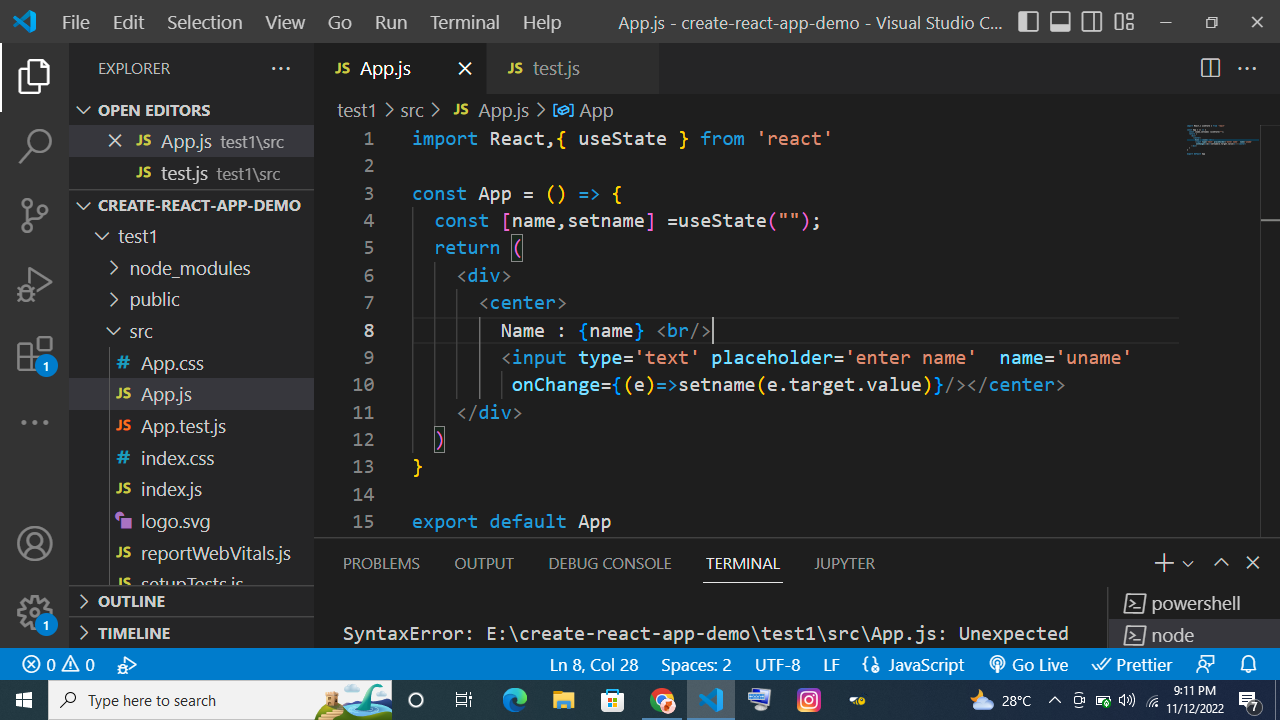 File Edit Selection View Go Run Terminal Help App.js - create-react-app-demo - Visual Studio C...
EXPLORER
OPEN EDITORS
JS App.js test1\src
JS test.js test1\src
CREATE-REACT-APP-DEMO
test1
node_modules
public
src
# App.css
JS App.js
JS App.test.js
# index.css
JS index.js
logo.svg
JS reportWebVitals.js
JS setupTests.js
OUTLINE
TIMELINE
1
1
JS App.js JS test.js
test1 > src > JS App.js > App
1 import React,{ useState } from 'react'
2
3 const App = () => {
4 const [name,setname] =useState("");
5 return (
6 <div>
7 <center>
8 Name : {name} <br/>
9 <input type='text' placeholder='enter name'  name='uname'
10 onChange={(e)=>setname(e.target.value)}/></center>
11 </div>
12 )
13 }
14
15 export default App
PROBLEMS OUTPUT DEBUG CONSOLE TERMINAL JUPYTER
SyntaxError: E:\create-react-app-demo\test1\src\App.js: Unexpected
powershell
node
0 0 Ln 8, Col 28 Spaces: 2 UTF-8 LF {} JavaScript Go Live Prettier
Type here to search 28°C 9:11 PM
11/12/2022 7